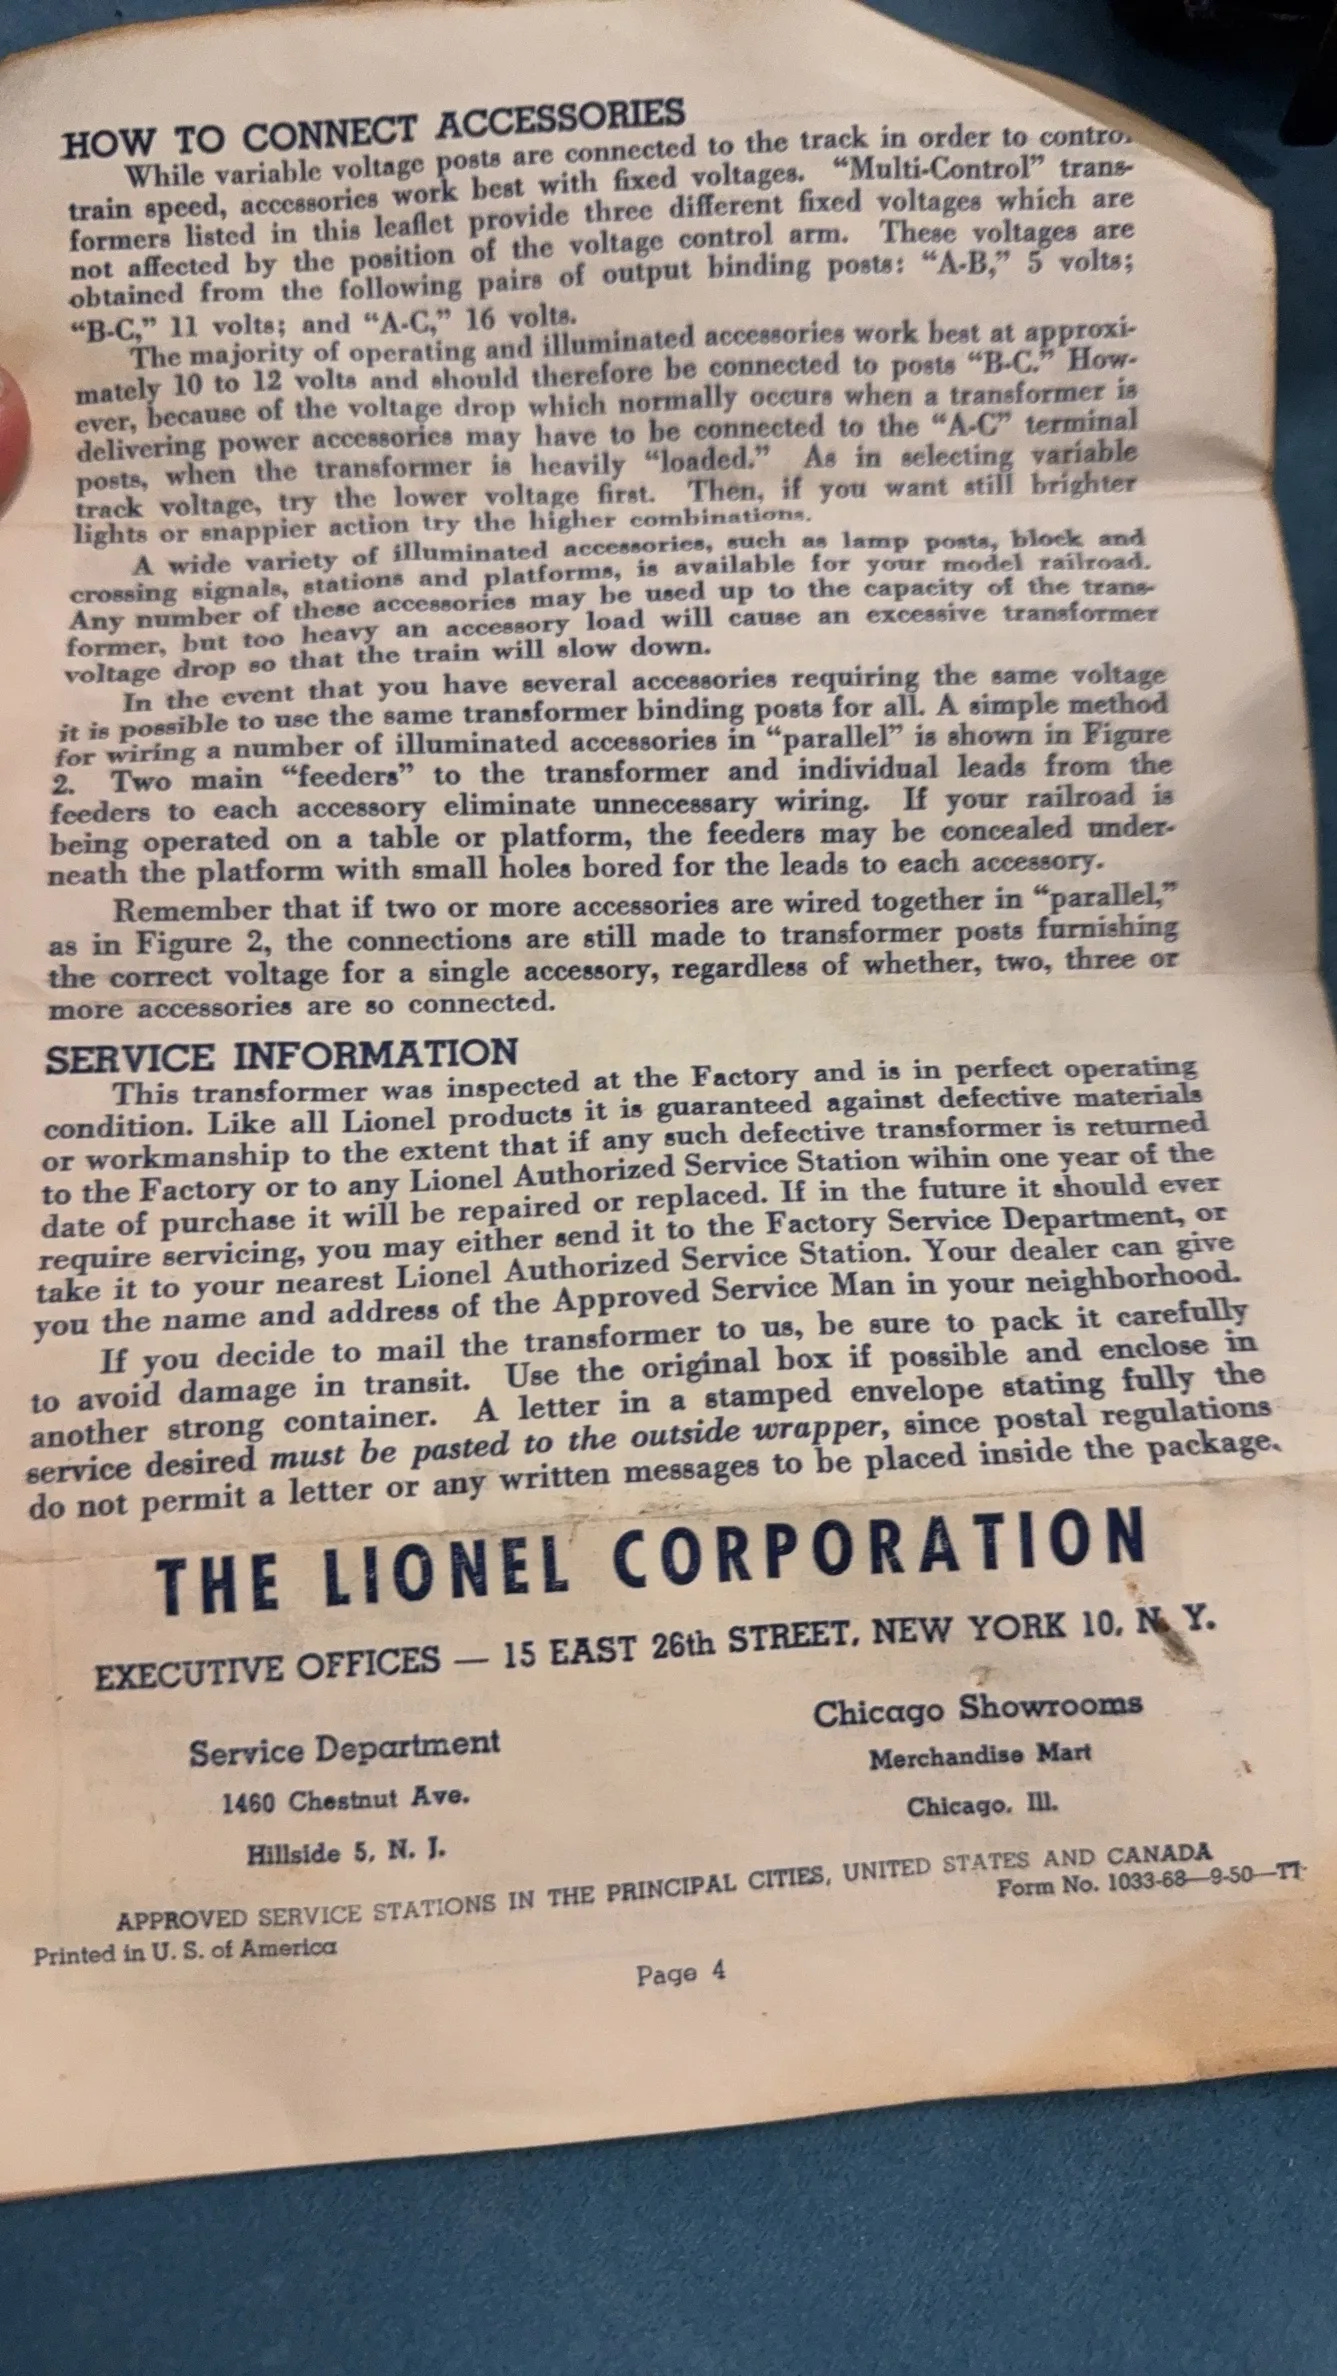 HOW TO CONNECT ACCESSORIES
While variable voltage posts are connected to the track in order to control
train speed, accessories work best with fixed voltages. “Multi-Control” trans-
formers listed in this leaflet provide three different fixed voltages which are
not affected by the position of the voltage control arm. These voltages are
obtained from the following pairs of output binding posts: “A-B,” 5 volts;
“B-C,” 11 volts; and “A-C,” 16 volts.
The majority of operating and illuminated accessories work best at approxi-
mately 10 to 12 volts and should therefore be connected to posts “B-C.” How-
ever, because of the voltage drop which normally occurs when a transformer is
delivering power accessories may have to be connected to the “A-C” terminal
posts, when the transformer is heavily “loaded.” As in selecting variable
track voltage, try the lower voltage first. Then, if you want still brighter
lights or snappier action try the higher combinations.
A wide variety of illuminated accessories, such as lamp posts, block and
crossing signals, stations and platforms, is available for your model railroad.
Any number of these accessories may be used up to the capacity of the trans-
former, but too heavy an accessory load will cause an excessive transformer
voltage drop so that the train will slow down.
In the event that you have several accessories requiring the same voltage
it is possible to use the same transformer binding posts for all. A simple method
for wiring a number of illuminated accessories in “parallel” is shown in Figure
2. Two main “feeders” to the transformer and individual leads from the
feeders to each accessory eliminate unnecessary wiring. If your railroad is
being operated on a table or platform, the feeders may be concealed under-
neath the platform with small holes bored for the leads to each accessory.
Remember that if two or more accessories are wired together in “parallel,”
as in Figure 2, the connections are still made to transformer posts furnishing
the correct voltage for a single accessory, regardless of whether, two, three or
more accessories are so connected.
SERVICE INFORMATION
This transformer was inspected at the Factory and is in perfect operating
condition. Like all Lionel products it is guaranteed against defective materials
or workmanship to the extent that if any such defective transformer is returned
to the Factory or to any Lionel Authorized Service Station wihin one year of the
date of purchase it will be repaired or replaced. If in the future it should ever
require servicing, you may either send it to the Factory Service Department, or
take it to your nearest Lionel Authorized Service Station. Your dealer can give
you the name and address of the Approved Service Man in your neighborhood.
If you decide to mail the transformer to us, be sure to pack it carefully
to avoid damage in transit. Use the original box if possible and enclose in
another strong container. A letter in a stamped envelope stating fully the
service desired must be pasted to the outside wrapper, since postal regulations
do not permit a letter or any written messages to be placed inside the package.
THE LIONEL CORPORATION
EXECUTIVE OFFICES — 15 EAST 26th STREET, NEW YORK 10, N. Y.
Service Department
1460 Chestnut Ave.
Hillside 5, N. J.
Chicago Showrooms
Merchandise Mart
Chicago, Ill.
APPROVED SERVICE STATIONS IN THE PRINCIPAL CITIES, UNITED STATES AND CANADA
Form No. 1033-68—9-50—TT
Printed in U. S. of America
Page 4